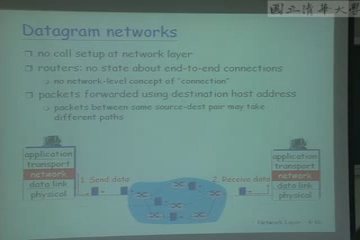 國立清華大學
Datagram networks
no call setup at network layer
routers: no state about end-to-end connections
no network-level concept of "connection"
packets forwarded using destination host address
packets between same source-dest pair may take
different paths
application
transport
network
data link
physical
1. Send data
2. Receive data
application
transport
network
data link
physical
Network Layer